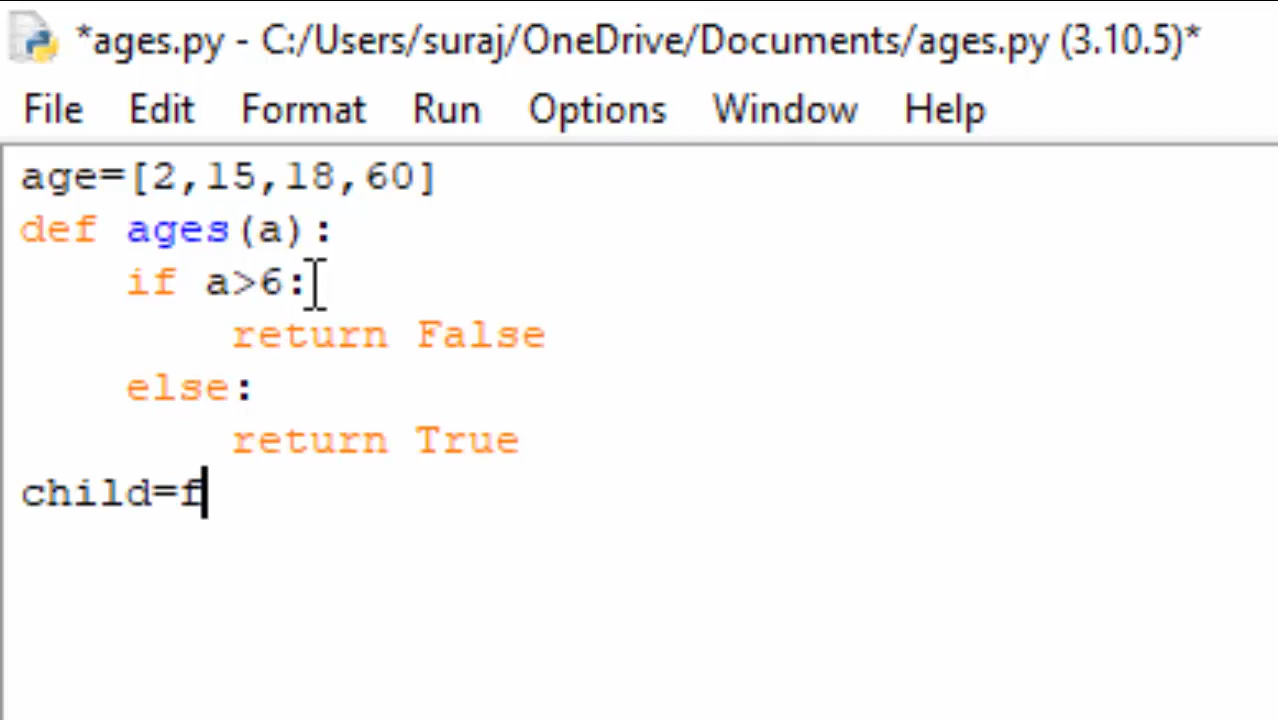 *ages.py - C:/Users/suraj/OneDrive/Documents/ages.py (3.10.5)*
File Edit Format Run Options Window Help
age=[2,15,18,60]
def ages(a):
    if a>6:
        return False
    else:
        return True
child=f